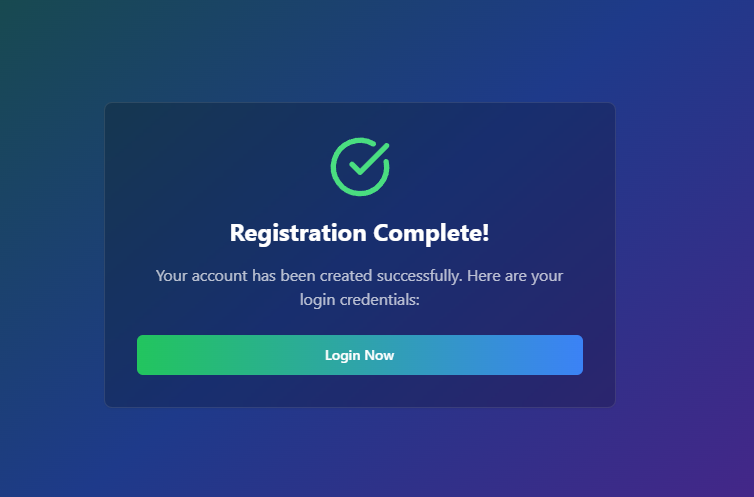 Registration Complete!
Your account has been created successfully. Here are your
login credentials:
Login Now